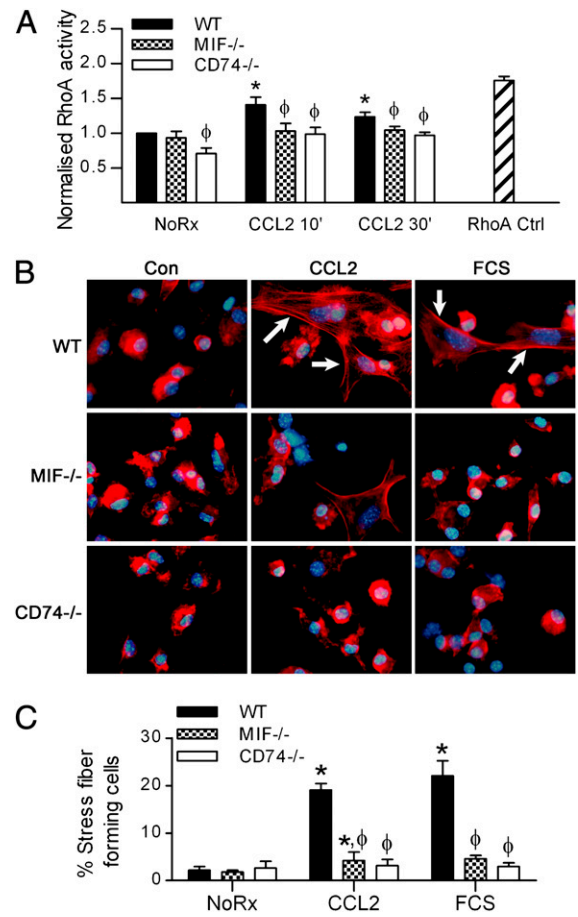 A
WT
MIF-/-
CD74-/-
Normalised RhoA activity
2.5
2.0
1.5
1.0
0.5
ϕ
*
ϕ
ϕ
*
ϕ
ϕ
NoRx
CCL2 10'
CCL2 30'
RhoA Ctrl
B
Con
CCL2
FCS
WT
MIF-/-
CD74-/-
C
WT
MIF-/-
CD74-/-
% Stress fiber
forming cells
30
20
10
0
*
*,ϕ
ϕ
*
ϕ
ϕ
NoRx
CCL2
FCS